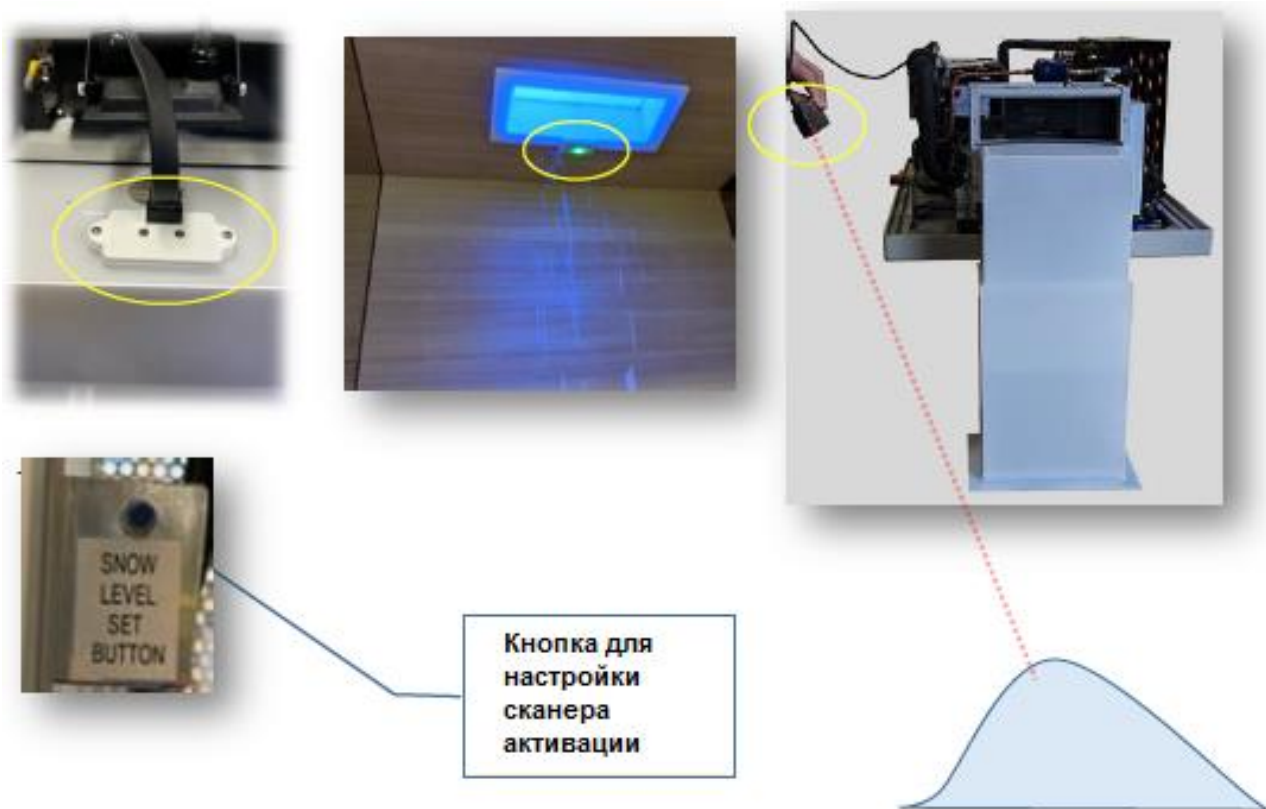 SNOW
LEVEL
SET
BUTTON
Кнопка для
настройки
сканера
активации